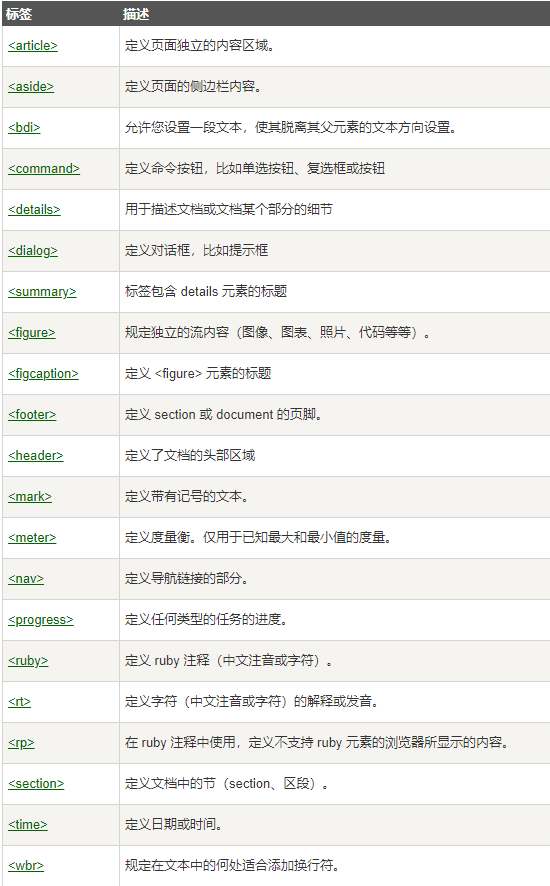 标签 描述
<article> 定义页面独立的内容区域。
<aside> 定义页面的侧边栏内容。
<bdi> 允许您设置一段文本，使其脱离其父元素的文本方向设置。
<command> 定义命令按钮，比如单选按钮、复选框或按钮
<details> 用于描述文档或文档某个部分的细节
<dialog> 定义对话框，比如提示框
<summary> 标签包含 details 元素的标题
<figure> 规定独立的流内容（图像、图表、照片、代码等等）。
<figcaption> 定义 <figure> 元素的标题
<footer> 定义 section 或 document 的页脚。
<header> 定义了文档的头部区域
<mark> 定义带有记号的文本。
<meter> 定义度量衡。仅用于已知最大和最小值的度量。
<nav> 定义导航链接的部分。
<progress> 定义任何类型的任务的进度。
<ruby> 定义 ruby 注释（中文注音或字符）。
<rt> 定义字符（中文注音或字符）的解释或发音。
<rp> 在 ruby 注释中使用，定义不支持 ruby 元素的浏览器所显示的内容。
<section> 定义文档中的节（section、区段）。
<time> 定义日期或时间。
<wbr> 规定在文本中的何处适合添加换行符。